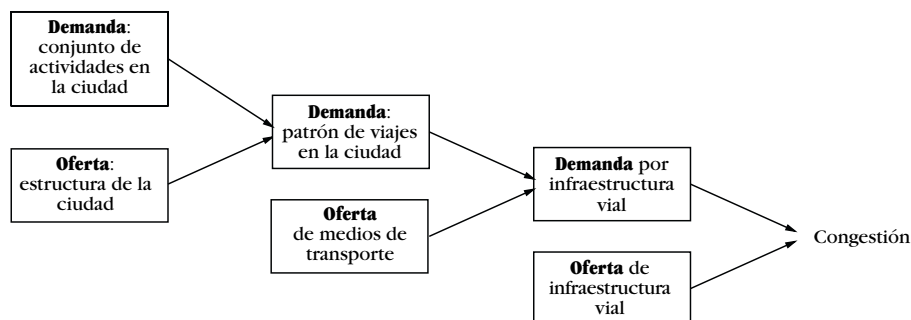 Demanda:
conjunto de
actividades en
la ciudad
Oferta:
estructura de la
ciudad
Demanda:
patrón de viajes
en la ciudad
Oferta
de medios de
transporte
Demanda por
infraestructura
vial
Oferta de
infraestructura
vial
Congestión